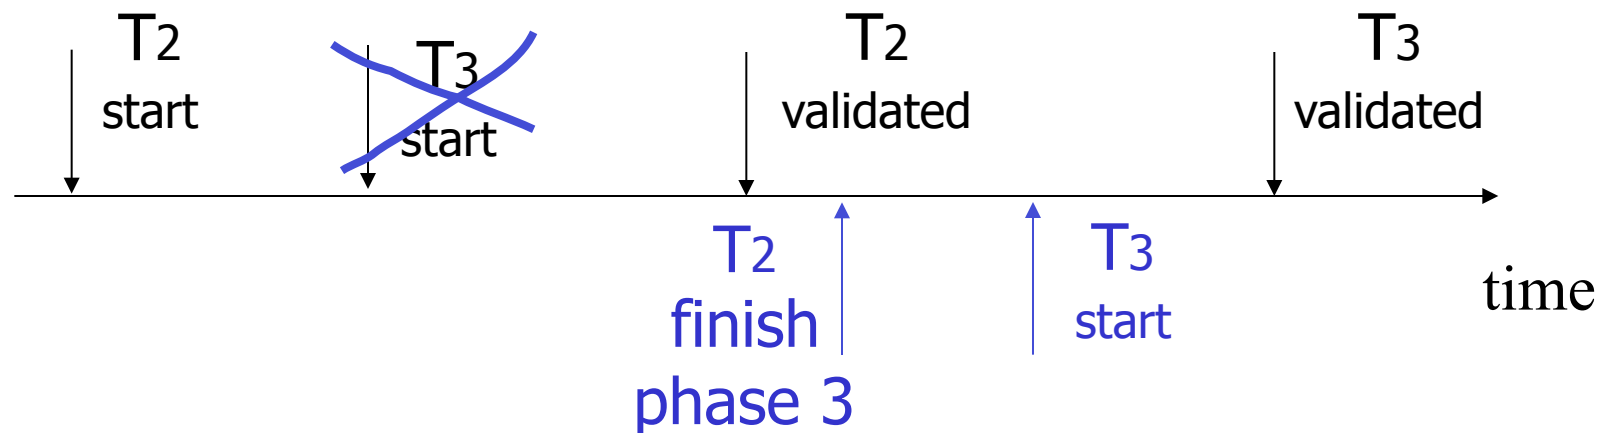 T2
start
T3
start
T2
validated
T3
validated
T2
finish
phase 3
T3
start
time